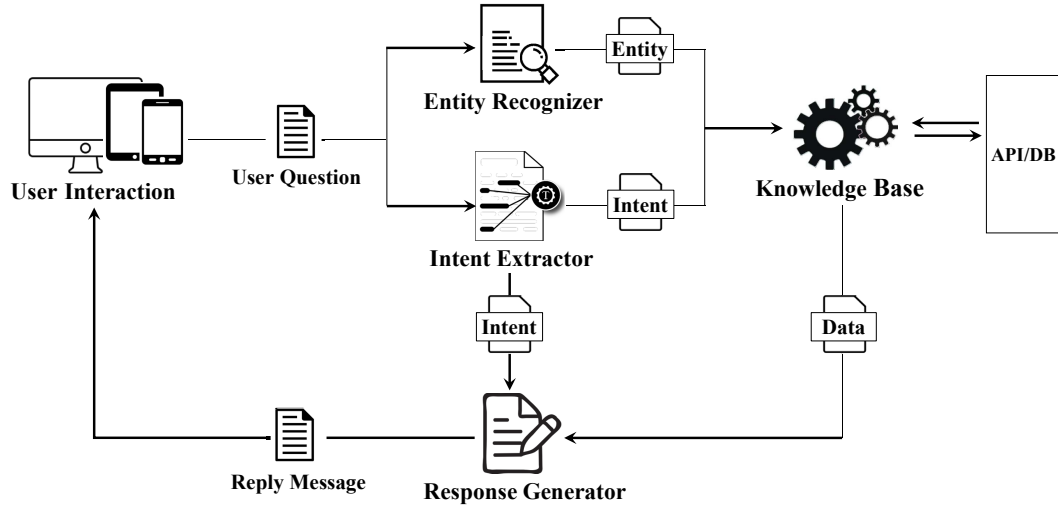 Entity
Entity Recognizer
API/DB
User Interaction
User Question
Knowledge Base
Intent
Intent Extractor
Intent
Data
Reply Message
Response Generator